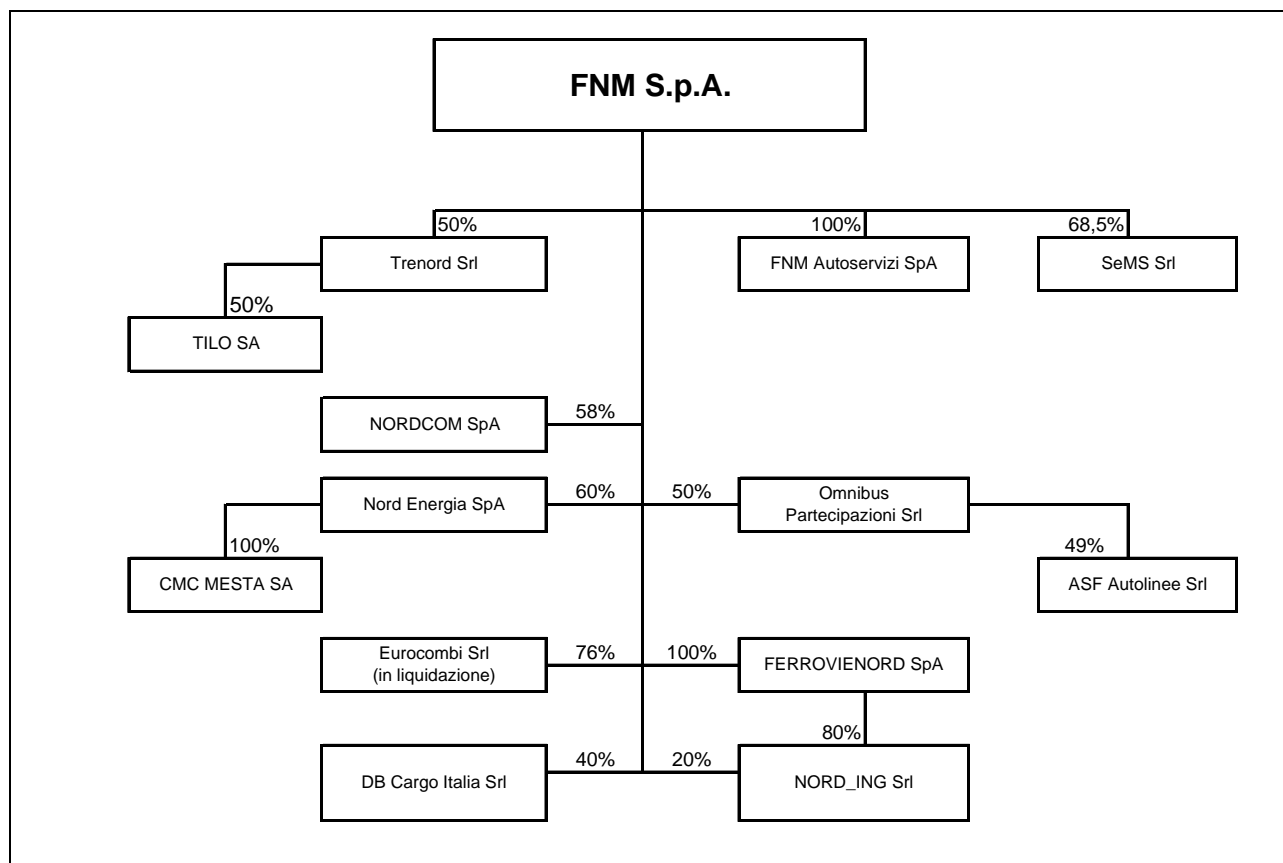 FNM S.p.A.
50%
100%
68,5%
Trenord Srl
FNM Autoservizi SpA
SeMS Srl
50%
TILO SA
NORDCOM SpA
58%
Nord Energia SpA
60%
50%
Omnibus
Partecipazioni Srl
100%
49%
CMC MESTA SA
ASF Autolinee Srl
Eurocombi Srl
(in liquidazione)
76%
100%
FERROVIENORD SpA
80%
DB Cargo Italia Srl
40%
20%
NORD_ING Srl